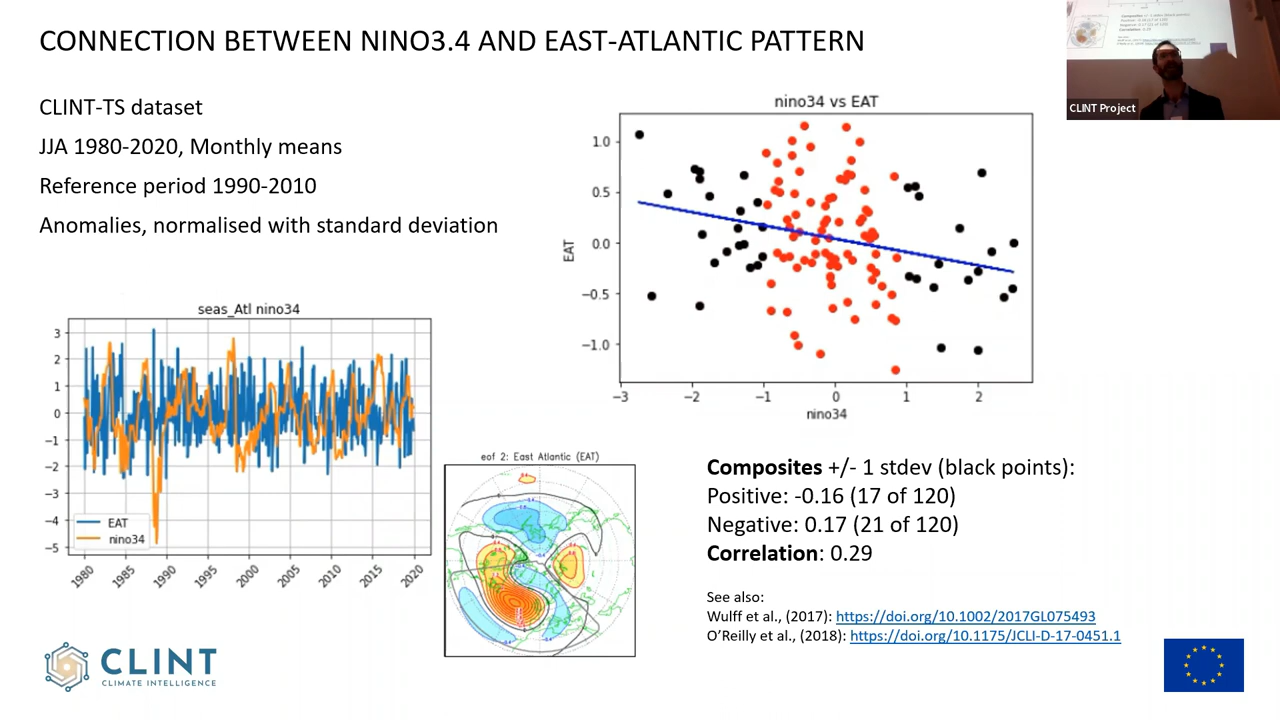 CONNECTION BETWEEN NINO3.4 AND EAST-ATLANTIC PATTERN
CLINT-TS dataset
JJA 1980-2020, Monthly means
Reference period 1990-2010
Anomalies, normalised with standard deviation
CLINT Project
nino34 vs EAT
EAT
1.0
0.5
0.0
−0.5
−1.0
−3 −2 −1 0 1 2
nino34
seas_Atl nino34
3
2
1
0
−1
−2
−3
−4
−5
EAT
nino34
1980 1985 1990 1995 2000 2005 2010 2015 2020
eof 2: East Atlantic (EAT)
Composites +/- 1 stdev (black points):
Positive: -0.16 (17 of 120)
Negative: 0.17 (21 of 120)
Correlation: 0.29
See also:
Wulff et al., (2017): https://doi.org/10.1002/2017GL075493
O'Reilly et al., (2018): https://doi.org/10.1175/JCLI-D-17-0451.1
CLINT
CLIMATE INTELLIGENCE